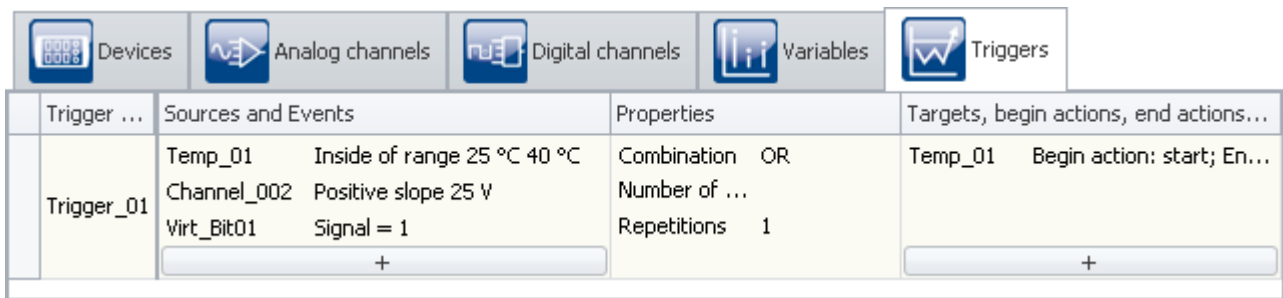 Devices Analog channels Digital channels Variables Triggers
Trigger ... Sources and Events Properties Targets, begin actions, end actions...
Trigger_01
Temp_01 Inside of range 25 °C 40 °C
Channel_002 Positive slope 25 V
Virt_Bit01 Signal = 1
+
Combination OR
Number of ...
Repetitions 1
Temp_01 Begin action: start; En...
+